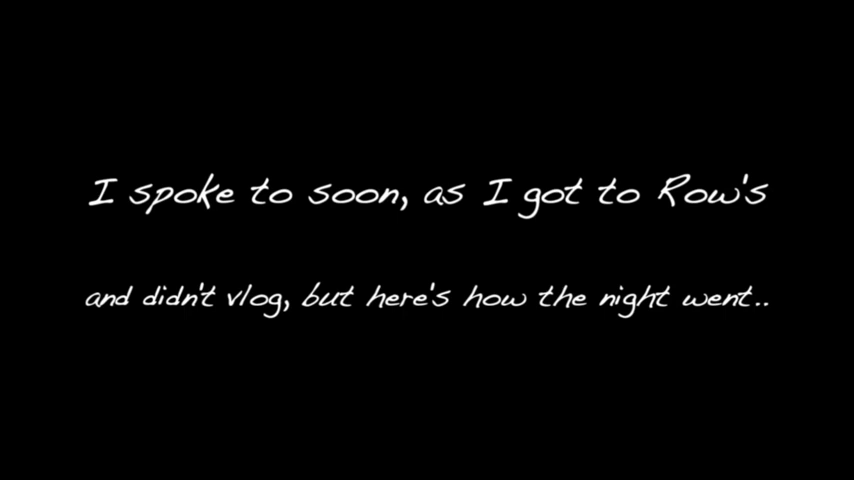 I spoke to soon, as I got to Row's
and didn't vlog, but here's how the night went..